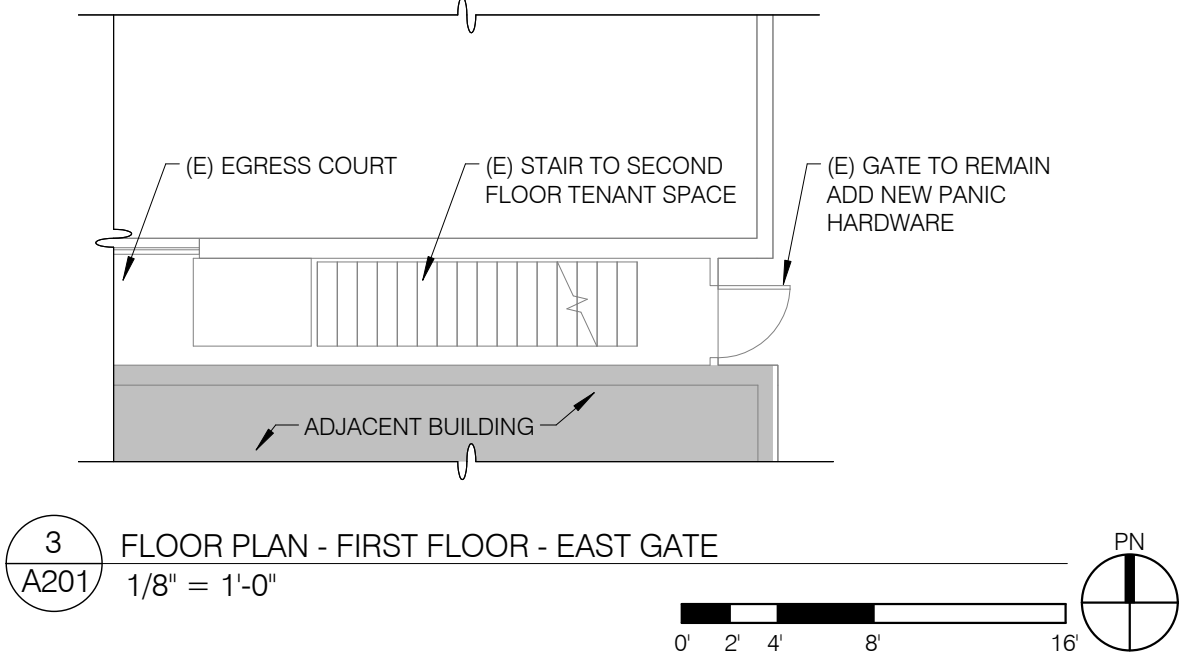 (E) EGRESS COURT
(E) STAIR TO SECOND
FLOOR TENANT SPACE
(E) GATE TO REMAIN
ADD NEW PANIC
HARDWARE
ADJACENT BUILDING
3
A201
FLOOR PLAN - FIRST FLOOR - EAST GATE
1/8" = 1'-0"
0' 2' 4' 8' 16'
PN